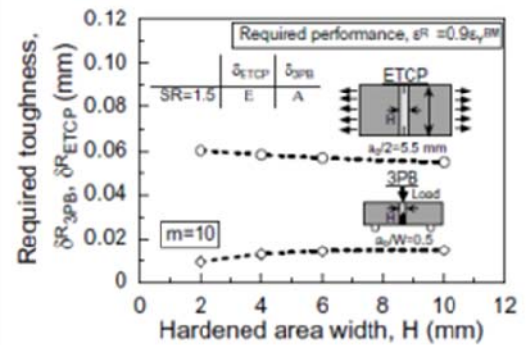 Required toughness,
δᴿ3PB, δᴿETCP (mm)
0.12
0.10
0.08
0.06
0.04
0.02
0
Required performance, εᴿ =0.9εYᴮᴹ
δETCP δ3PB
SR=1.5 E A
ETCP
H
a₀/2=5.5 mm
3PB
Load
H
a₀/W=0.5
m=10
0 2 4 6 8 10 12
Hardened area width, H (mm)